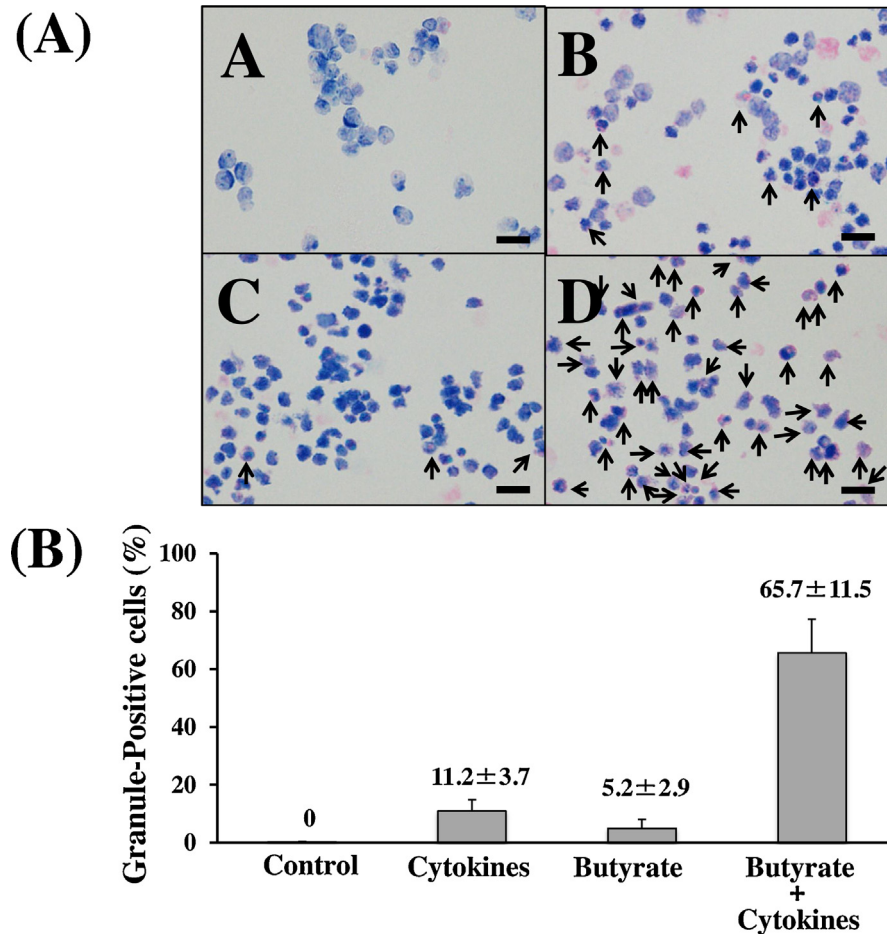 (A)
A
B
C
D
(B)
Granule-Positive cells (%)
100
80
60
40
20
0
0
11.2±3.7
5.2±2.9
65.7±11.5
Control
Cytokines
Butyrate
Butyrate
+
Cytokines